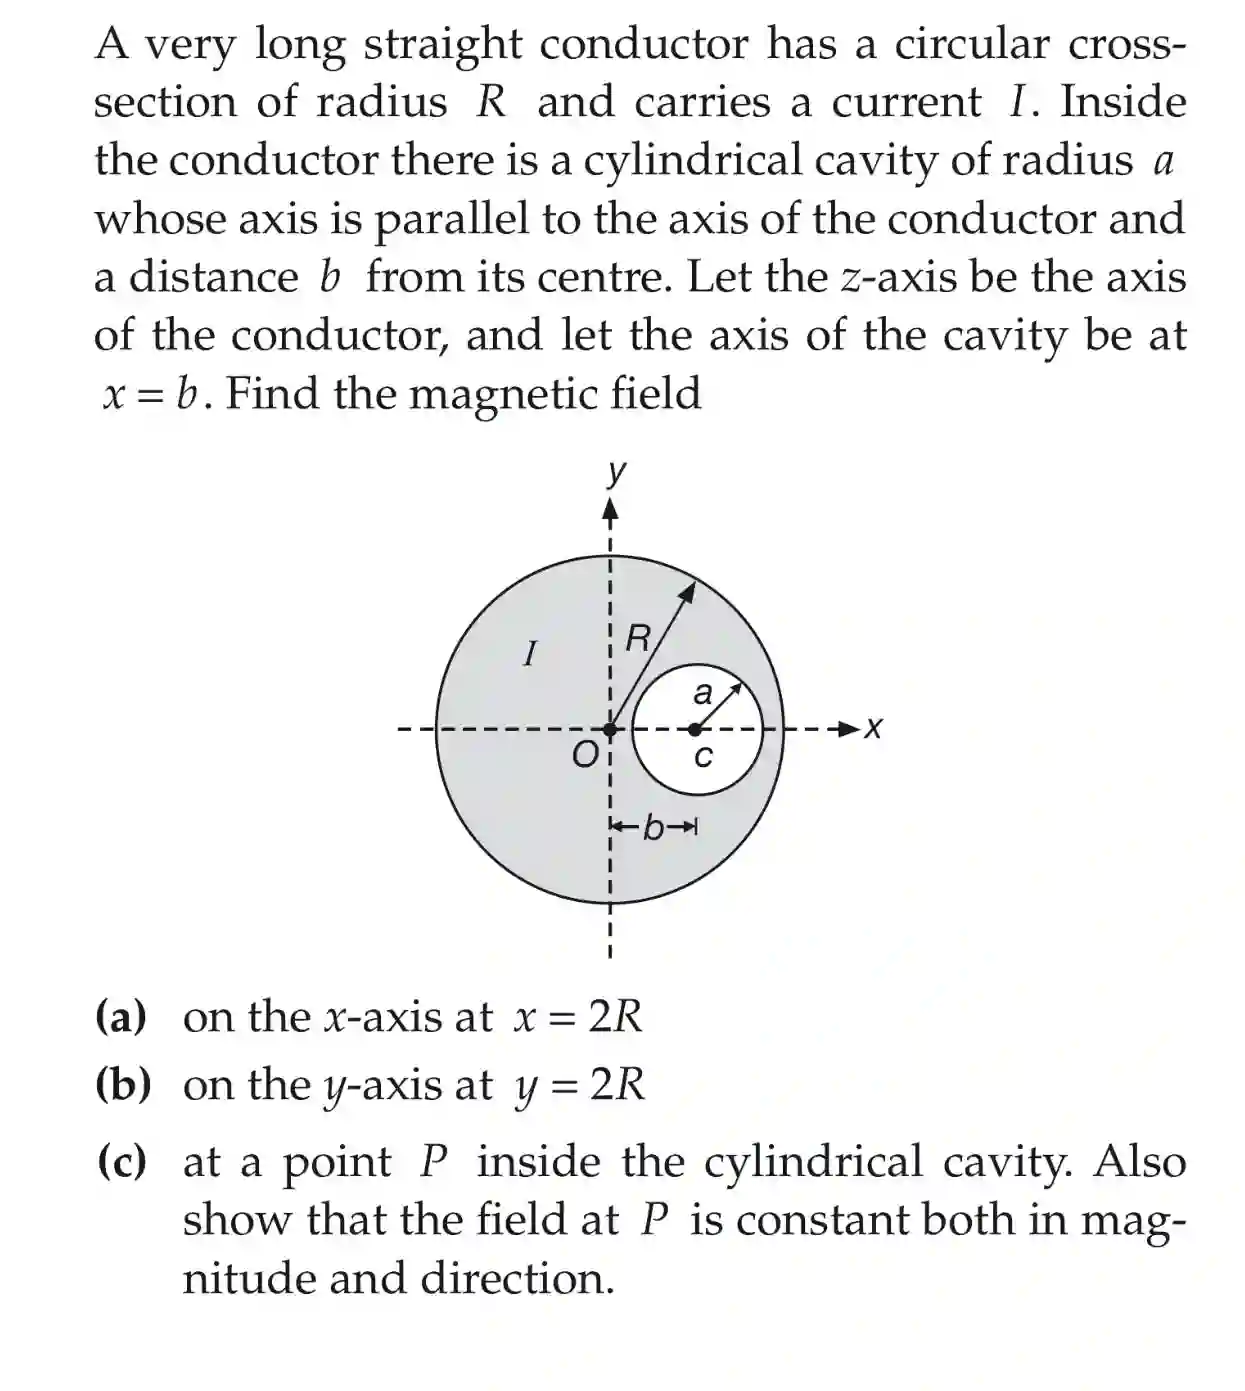 A very long straight conductor has a circular cross-
section of radius R and carries a current I. Inside
the conductor there is a cylindrical cavity of radius a
whose axis is parallel to the axis of the conductor and
a distance b from its centre. Let the z-axis be the axis
of the conductor, and let the axis of the cavity be at
x = b. Find the magnetic field
y
I
R
a
x
O
c
b
(a) on the x-axis at x = 2R
(b) on the y-axis at y = 2R
(c) at a point P inside the cylindrical cavity. Also
show that the field at P is constant both in mag-
nitude and direction.